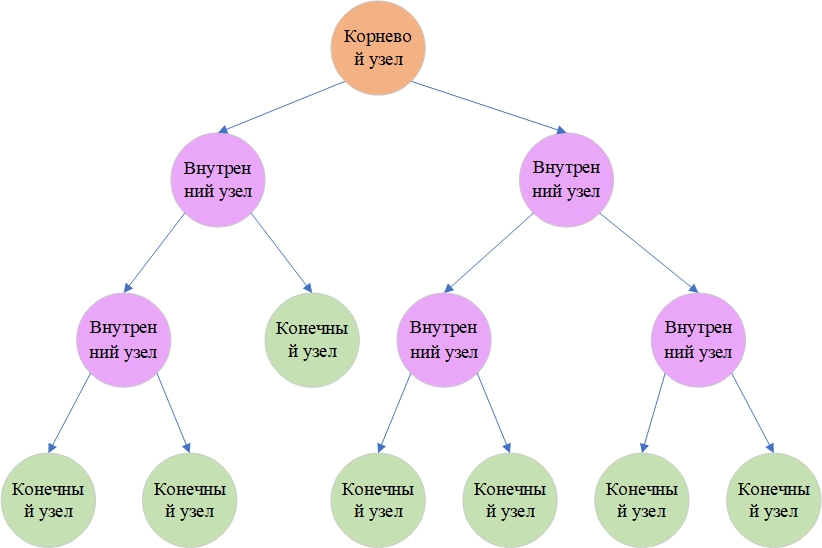 Корнево
й узел
Внутрен
ний узел
Внутрен
ний узел
Внутрен
ний узел
Конечны
й узел
Внутрен
ний узел
Внутрен
ний узел
Конечны
й узел
Конечны
й узел
Конечны
й узел
Конечны
й узел
Конечны
й узел
Конечны
й узел